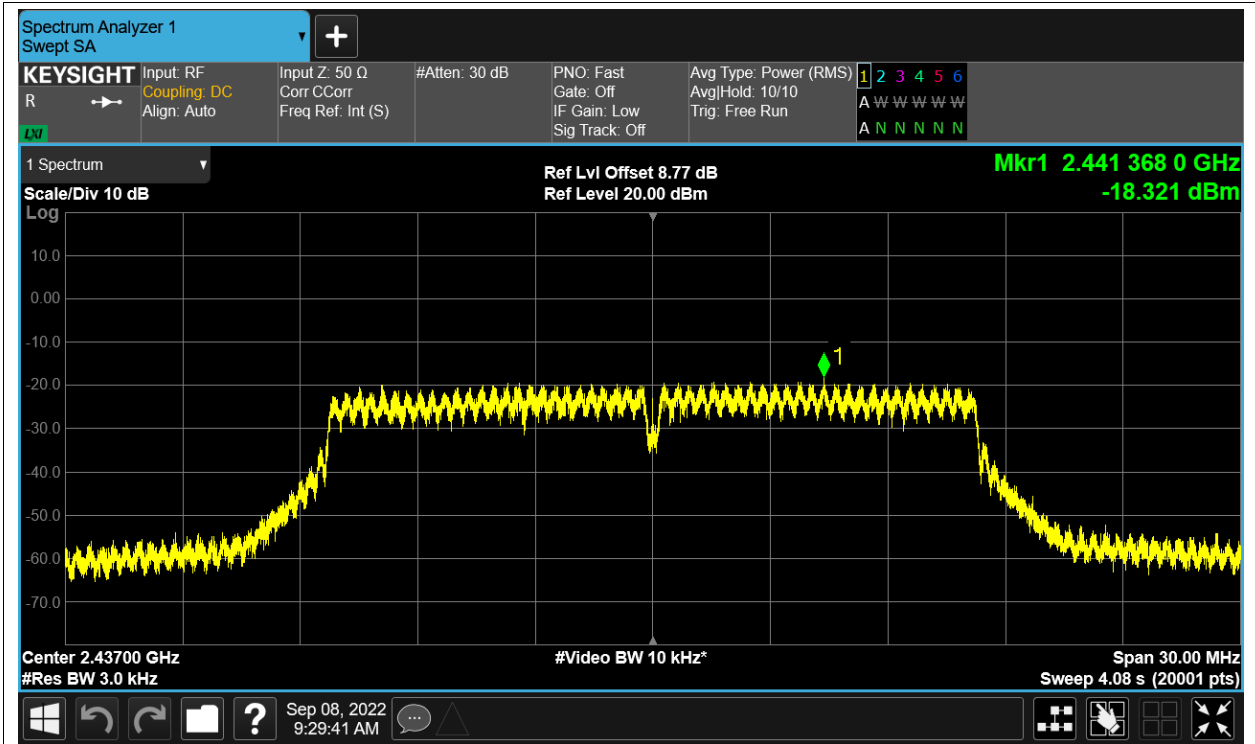 Spectrum Analyzer 1
Swept SA
KEYSIGHT
R
LXI
Input: RF
Coupling: DC
Align: Auto
Input Z: 50 Ω
Corr CCorr
Freq Ref: Int (S)
#Atten: 30 dB
PNO: Fast
Gate: Off
IF Gain: Low
Sig Track: Off
Avg Type: Power (RMS)
Avg|Hold: 10/10
Trig: Free Run
1 2 3 4 5 6
A W W W W W
A N N N N N
1 Spectrum
Scale/Div 10 dB
Log
Ref Lvl Offset 8.77 dB
Ref Level 20.00 dBm
Mkr1 2.441 368 0 GHz
-18.321 dBm
10.0
0.00
-10.0
-20.0
-30.0
-40.0
-50.0
-60.0
-70.0
1
Center 2.43700 GHz
#Res BW 3.0 kHz
#Video BW 10 kHz*
Span 30.00 MHz
Sweep 4.08 s (20001 pts)
?
Sep 08, 2022
9:29:41 AM